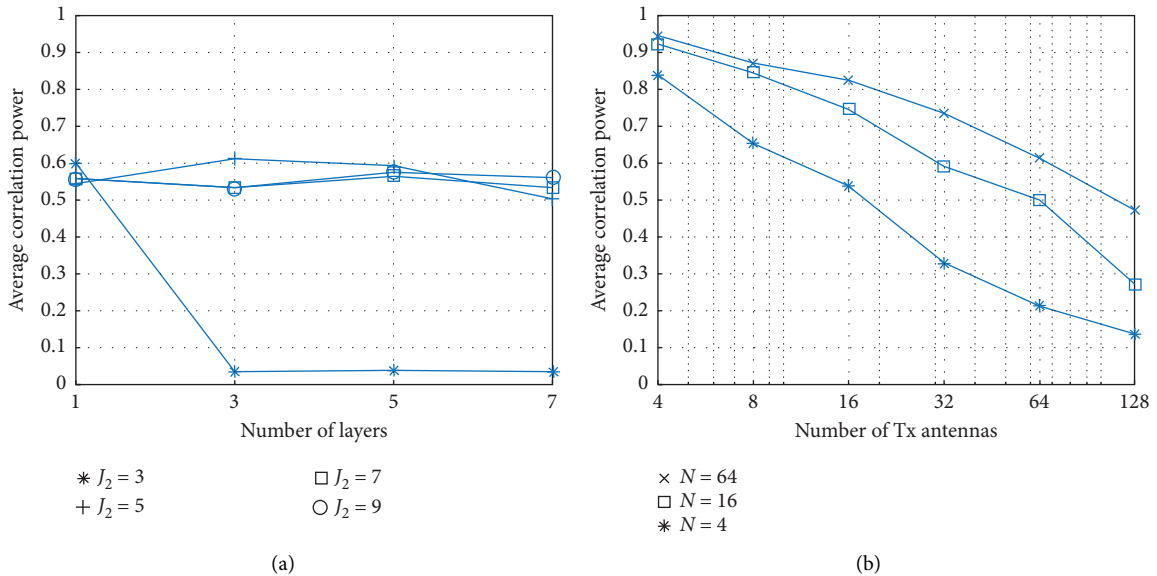 1
0.9
0.8
0.7
0.6
0.5
0.4
0.3
0.2
0.1
0
Average correlation power
1
3
5
7
Number of layers
J2 = 3
J2 = 5
J2 = 7
J2 = 9
(a)
1
0.9
0.8
0.7
0.6
0.5
0.4
0.3
0.2
0.1
0
Average correlation power
4
8
16
32
64
128
Number of Tx antennas
N = 64
N = 16
N = 4
(b)